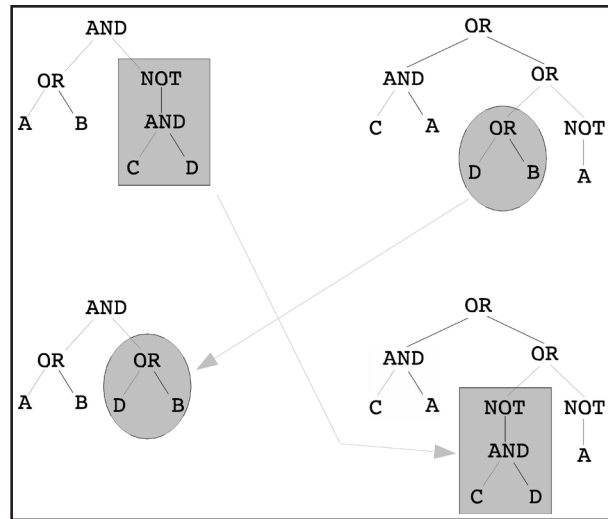 AND
OR NOT
A B AND
C D
OR
AND OR
C A OR NOT
D B A
AND
OR OR
A B D B
OR
AND OR
C A NOT NOT
AND A
C D